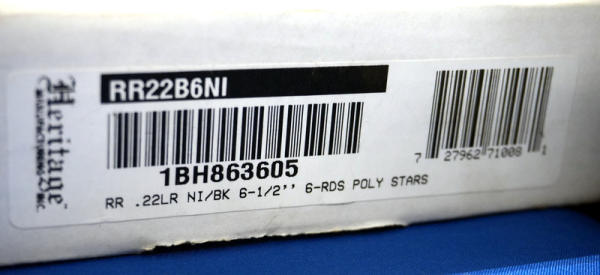 Heritage
MANUFACTURING INC.
RR22B6NI
1BH863605
RR .22LR NI/BK 6-1/2'' 6-RDS POLY STARS
7 27962 71008 1